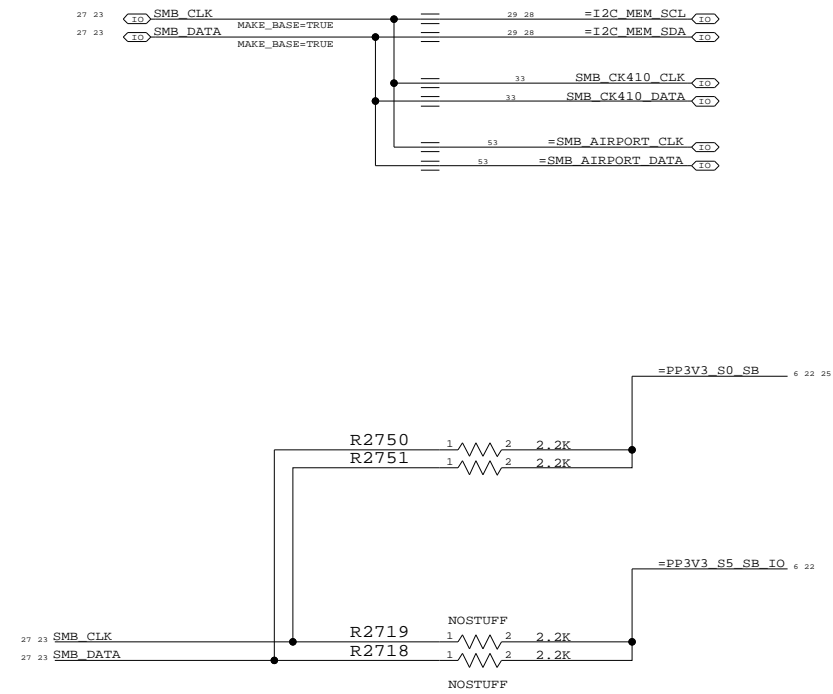 27 23 IO SMB_CLK MAKE_BASE=TRUE 29 28 =I2C_MEM_SCL IO
27 23 IO SMB_DATA MAKE_BASE=TRUE 29 28 =I2C_MEM_SDA IO
33 SMB_CK410_CLK IO
33 SMB_CK410_DATA IO
53 =SMB_AIRPORT_CLK IO
53 =SMB_AIRPORT_DATA IO
=PP3V3_S0_SB 6 22 25
R2750 1 2 2.2K
R2751 1 2 2.2K
=PP3V3_S5_SB_IO 6 22
NOSTUFF
27 23 SMB_CLK R2719 1 2 2.2K
27 23 SMB_DATA R2718 1 2 2.2K
NOSTUFF